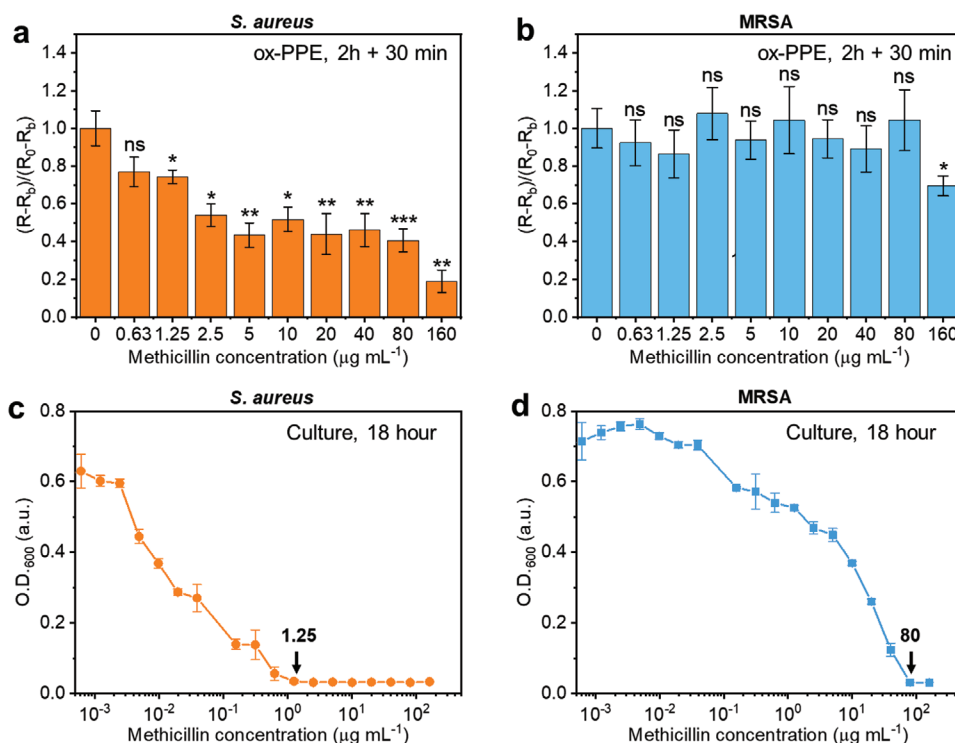 a
S. aureus
ox-PPE, 2h + 30 min
(R-R_b)/(R_0-R_b)
1.4
1.2
1.0
0.8
0.6
0.4
0.2
0.0
ns
*
*
**
*
**
**
***
**
0 0.63 1.25 2.5 5 10 20 40 80 160
Methicillin concentration (μg mL⁻¹)
b
MRSA
ox-PPE, 2h + 30 min
(R-R_b)/(R_0-R_b)
1.4
1.2
1.0
0.8
0.6
0.4
0.2
0.0
ns
ns
ns
ns
ns
ns
ns
ns
*
0 0.63 1.25 2.5 5 10 20 40 80 160
Methicillin concentration (μg mL⁻¹)
c
S. aureus
Culture, 18 hour
O.D.₆₀₀ (a.u.)
0.8
0.6
0.4
0.2
0.0
1.25
10⁻³ 10⁻² 10⁻¹ 10⁰ 10¹ 10²
Methicillin concentration (μg mL⁻¹)
d
MRSA
Culture, 18 hour
O.D.₆₀₀ (a.u.)
0.8
0.6
0.4
0.2
0.0
80
10⁻³ 10⁻² 10⁻¹ 10⁰ 10¹ 10²
Methicillin concentration (μg mL⁻¹)